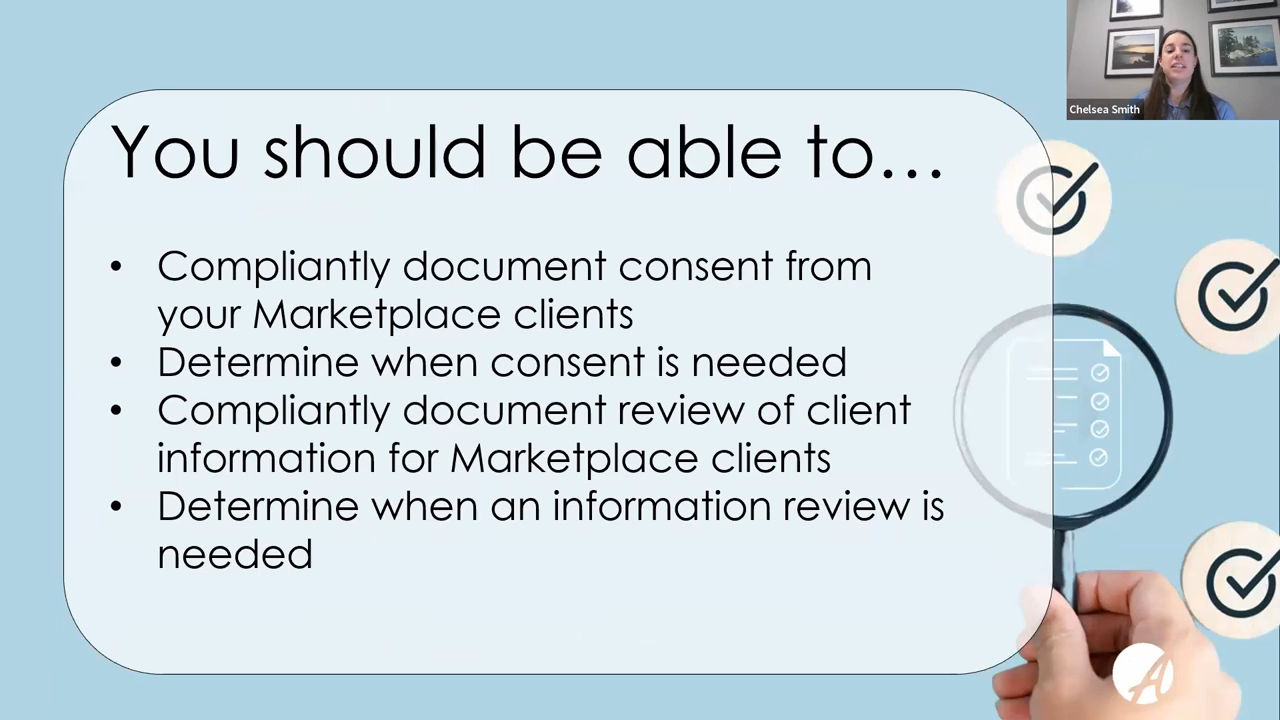 Chelsea Smith
You should be able to…
• Compliantly document consent from
your Marketplace clients
• Determine when consent is needed
• Compliantly document review of client
information for Marketplace clients
• Determine when an information review is
needed
A